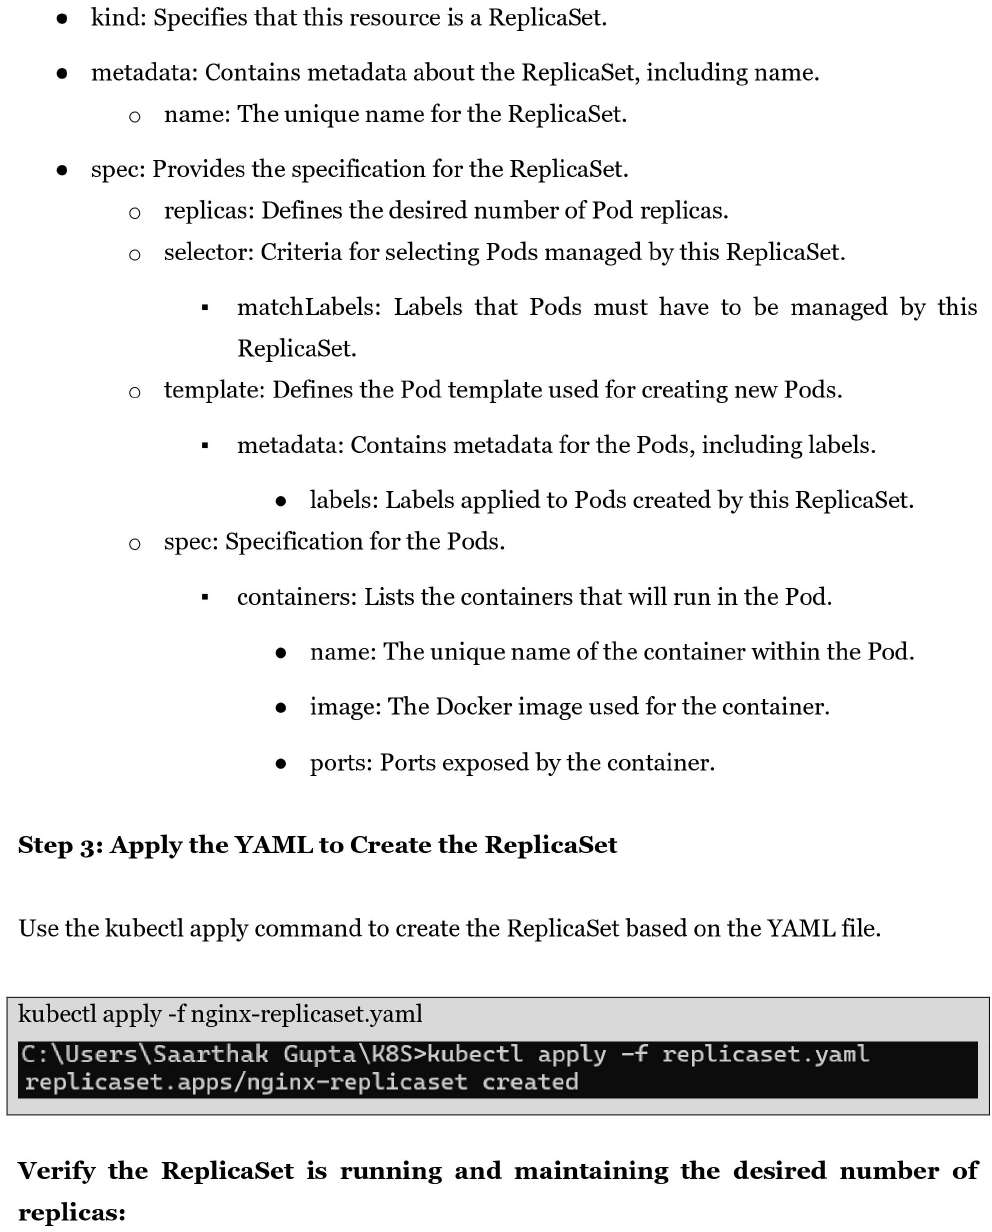 ● kind: Specifies that this resource is a ReplicaSet.
● metadata: Contains metadata about the ReplicaSet, including name.
○ name: The unique name for the ReplicaSet.
● spec: Provides the specification for the ReplicaSet.
○ replicas: Defines the desired number of Pod replicas.
○ selector: Criteria for selecting Pods managed by this ReplicaSet.
▪ matchLabels: Labels that Pods must have to be managed by this
ReplicaSet.
○ template: Defines the Pod template used for creating new Pods.
▪ metadata: Contains metadata for the Pods, including labels.
● labels: Labels applied to Pods created by this ReplicaSet.
○ spec: Specification for the Pods.
▪ containers: Lists the containers that will run in the Pod.
● name: The unique name of the container within the Pod.
● image: The Docker image used for the container.
● ports: Ports exposed by the container.
Step 3: Apply the YAML to Create the ReplicaSet
Use the kubectl apply command to create the ReplicaSet based on the YAML file.
kubectl apply -f nginx-replicaset.yaml
C:\Users\Saarthak Gupta\K8S>kubectl apply -f replicaset.yaml
replicaset.apps/nginx-replicaset created
Verify the ReplicaSet is running and maintaining the desired number of
replicas: